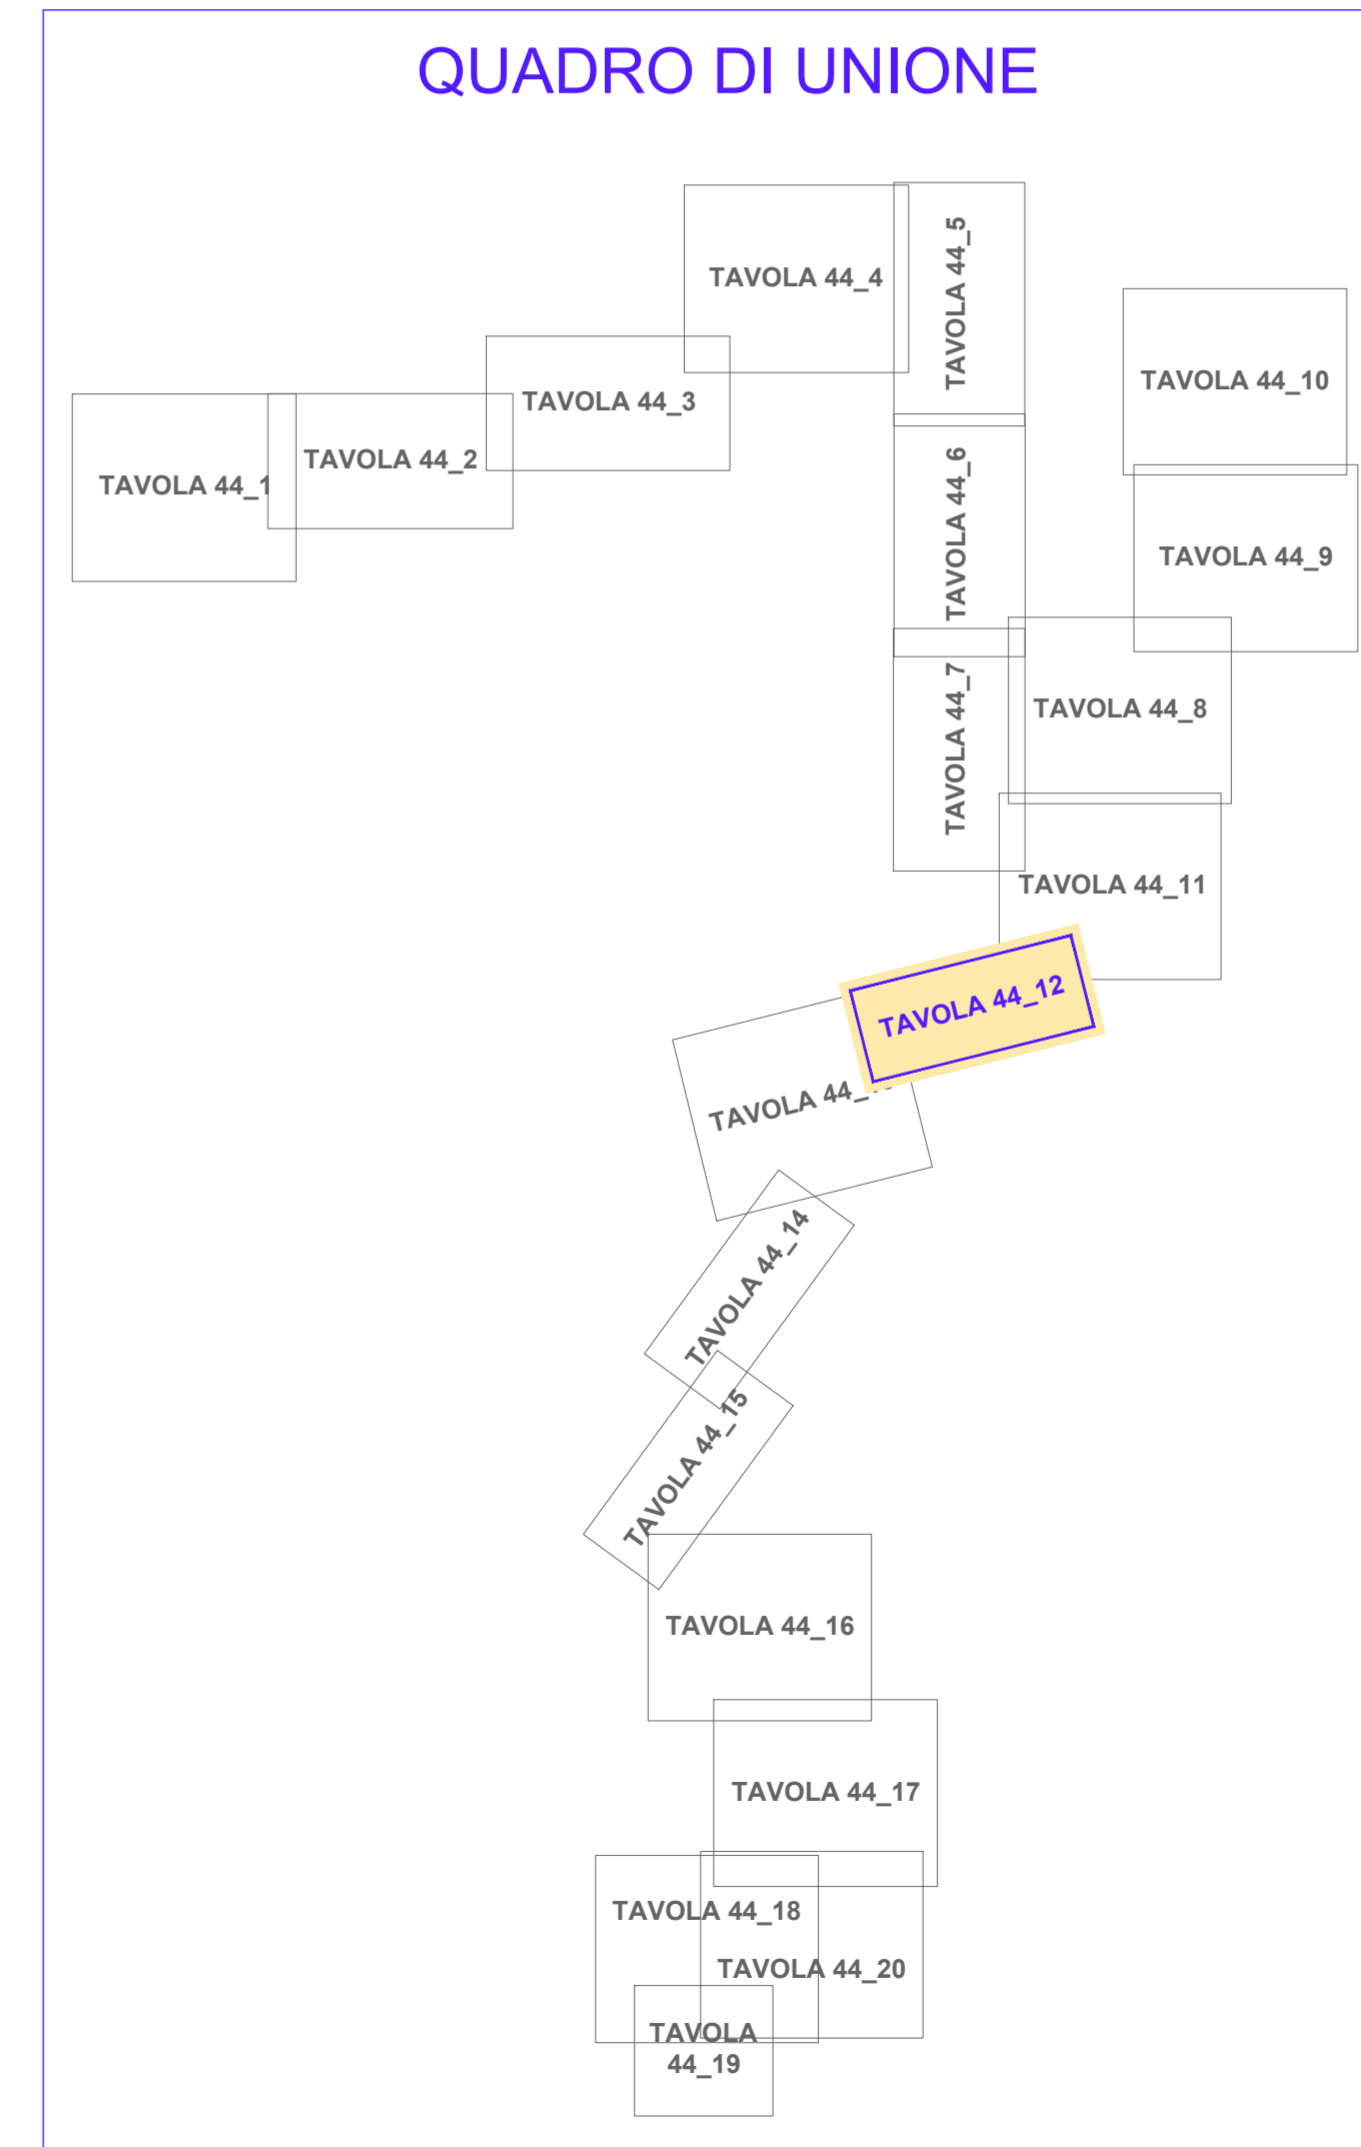 QUADRO DI UNIONE
TAVOLA 44_4
TAVOLA 44_5
TAVOLA 44_10
TAVOLA 44_3
TAVOLA 44_2
TAVOLA 44_1
TAVOLA 44_6
TAVOLA 44_9
TAVOLA 44_7
TAVOLA 44_8
TAVOLA 44_11
TAVOLA 44_12
TAVOLA
TAVOLA 44_14
TAVOLA 44_15
TAVOLA 44_16
TAVOLA 44_17
TAVOLA 44_18
TAVOLA 44_20
TAVOLA
44_19